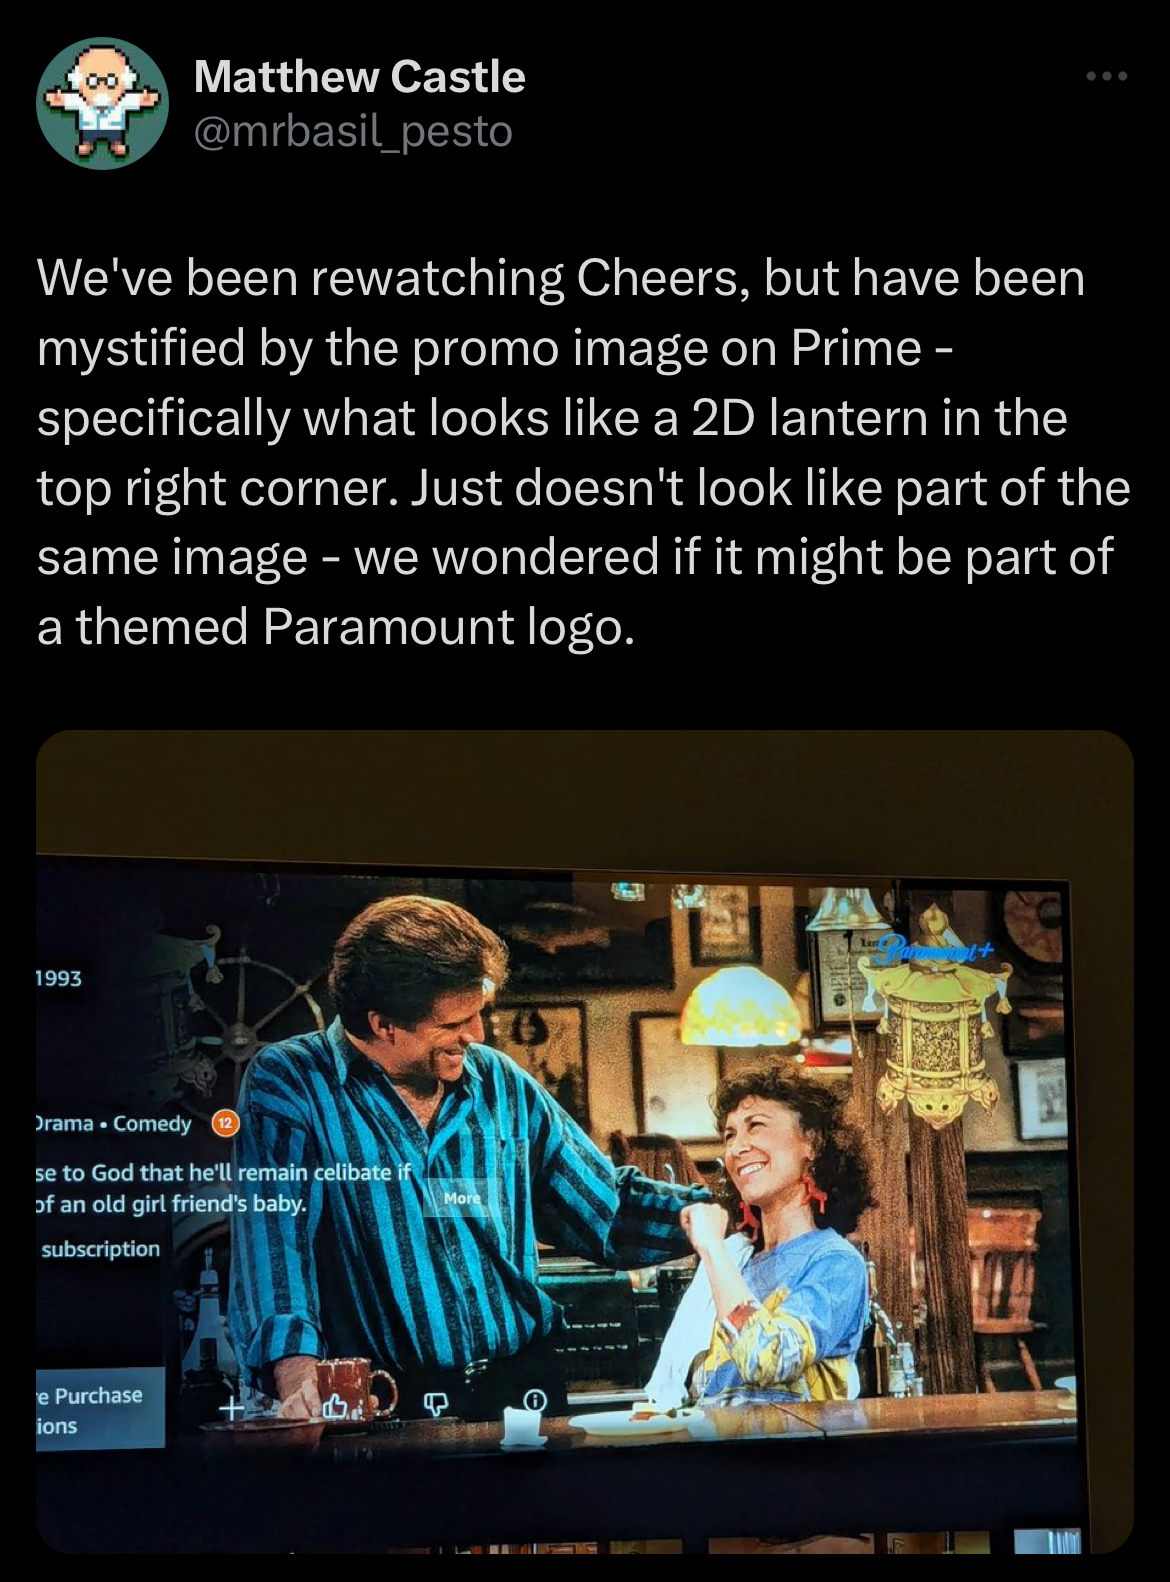 Matthew Castle
@mrbasil_pesto
We've been rewatching Cheers, but have been
mystified by the promo image on Prime -
specifically what looks like a 2D lantern in the
top right corner. Just doesn't look like part of the
same image - we wondered if it might be part of
a themed Paramount logo.
Paramount+
1993
Drama • Comedy 12
se to God that he'll remain celibate if
of an old girl friend's baby.
More
subscription
e Purchase
ions